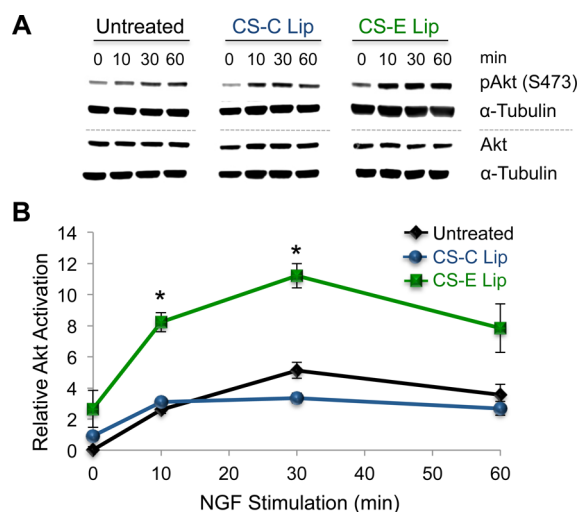 A
Untreated CS-C Lip CS-E Lip
0 10 30 60 0 10 30 60 0 10 30 60 min
pAkt (S473)
α-Tubulin
Akt
α-Tubulin
B
14
12
10
8
6
4
2
0
Relative Akt Activation
Untreated
CS-C Lip
CS-E Lip
*
*
0 10 20 30 40 50 60
NGF Stimulation (min)